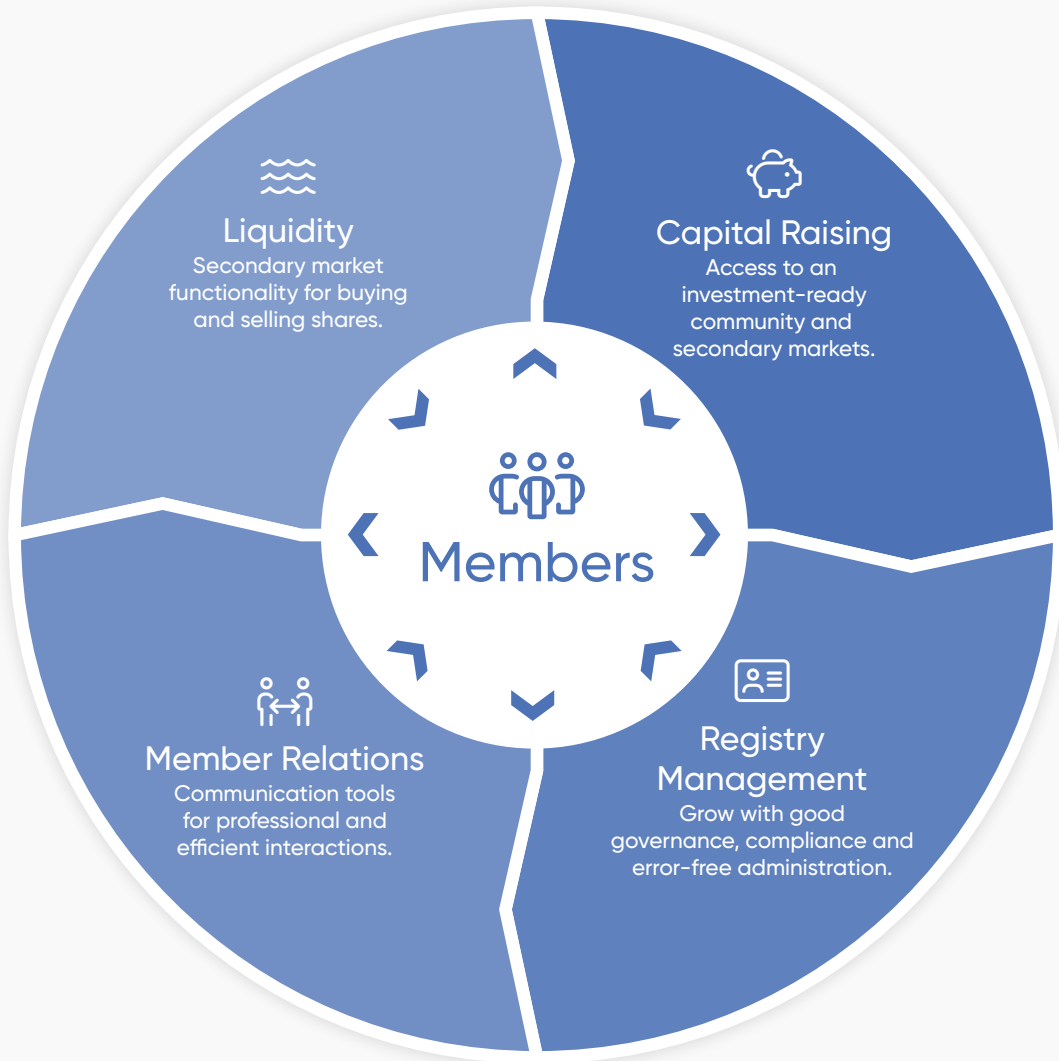 Liquidity
Secondary market
functionality for buying
and selling shares.
Capital Raising
Access to an
investment-ready
community and
secondary markets.
Members
Member Relations
Communication tools
for professional and
efficient interactions.
Registry
Management
Grow with good
governance, compliance and
error-free administration.